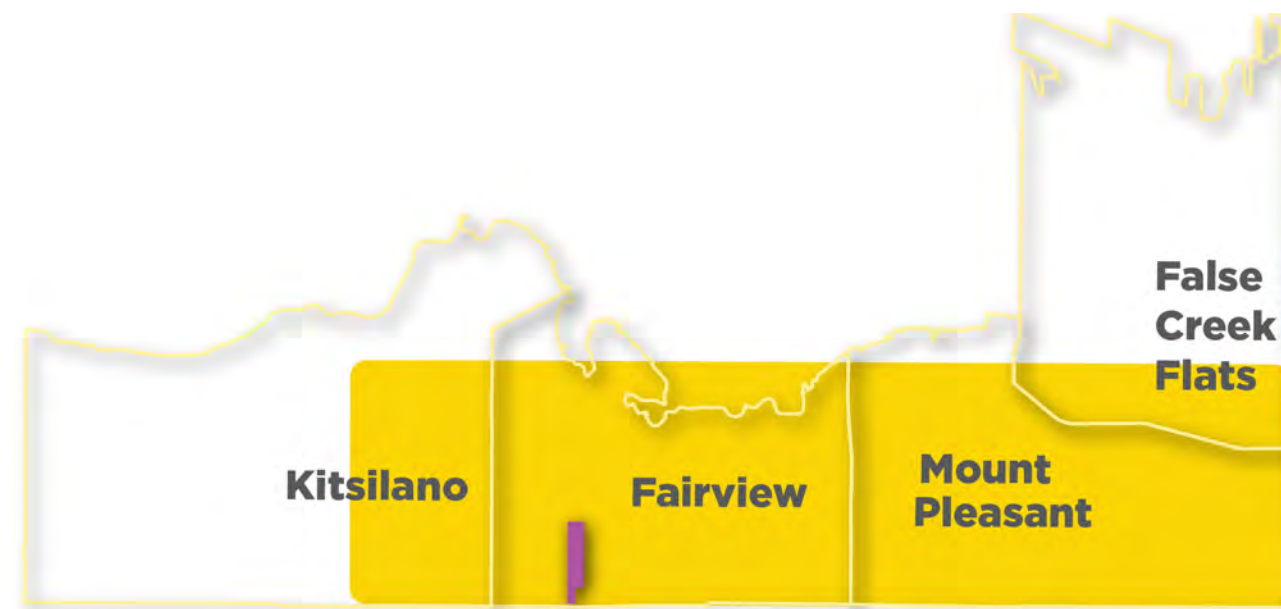 False
Creek
Flats
Kitsilano
Fairview
Mount
Pleasant